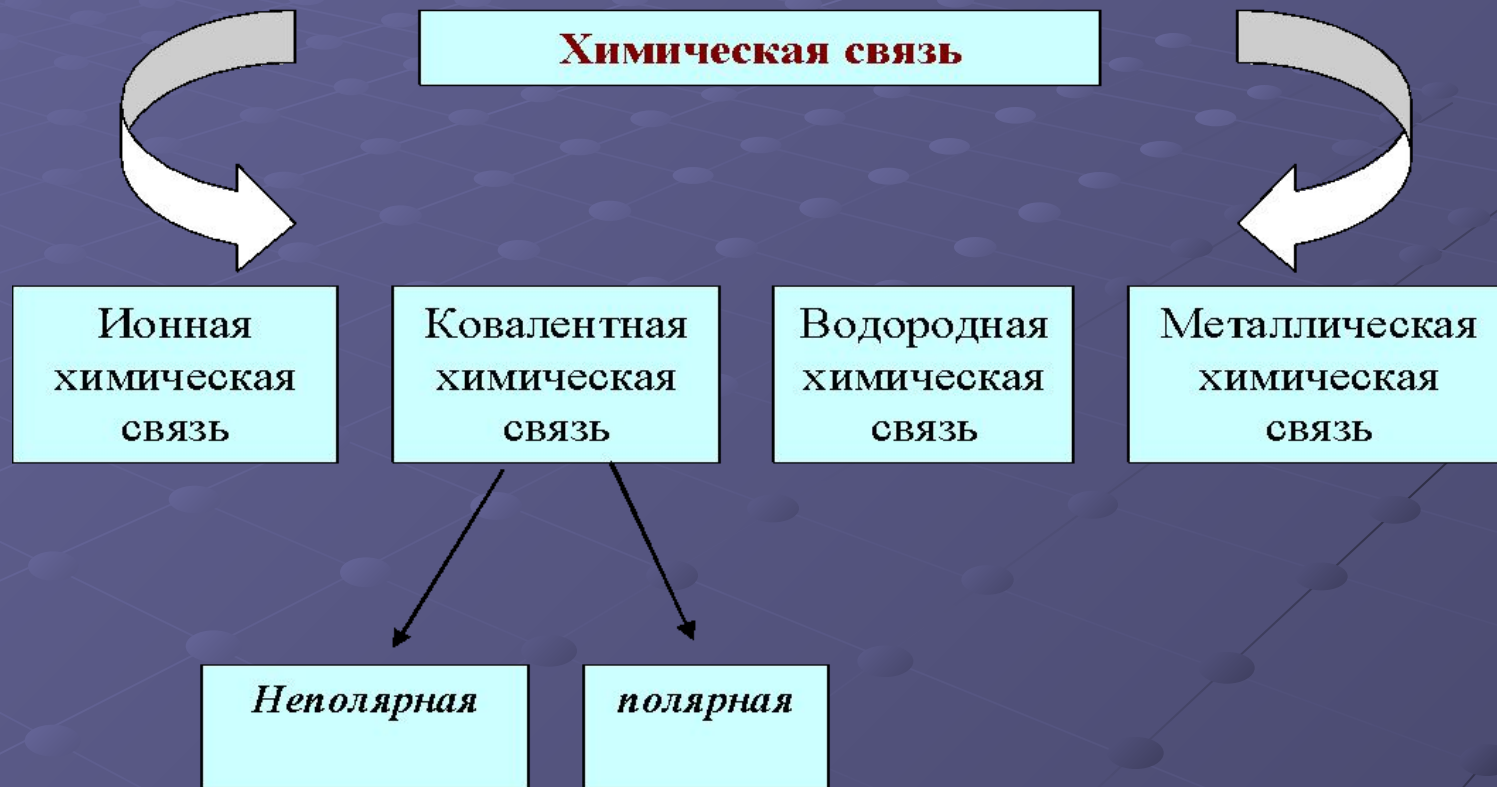 Химическая связь
Ионная
химическая
связь
Ковалентная
химическая
связь
Водородная
химическая
связь
Металлическая
химическая
связь
Неполярная
полярная